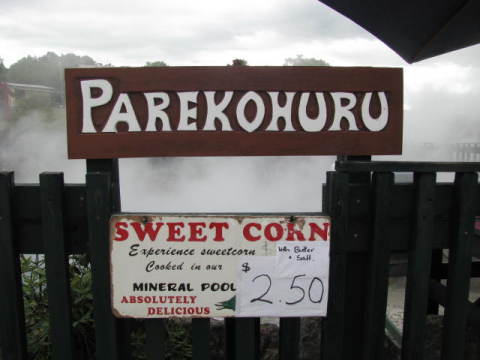 PAREKOHURU
SWEET CORN
Experience sweetcorn
Cooked in our
MINERAL POOL
ABSOLUTELY
DELICIOUS
With Butter
+ Salt.
$
$2.50